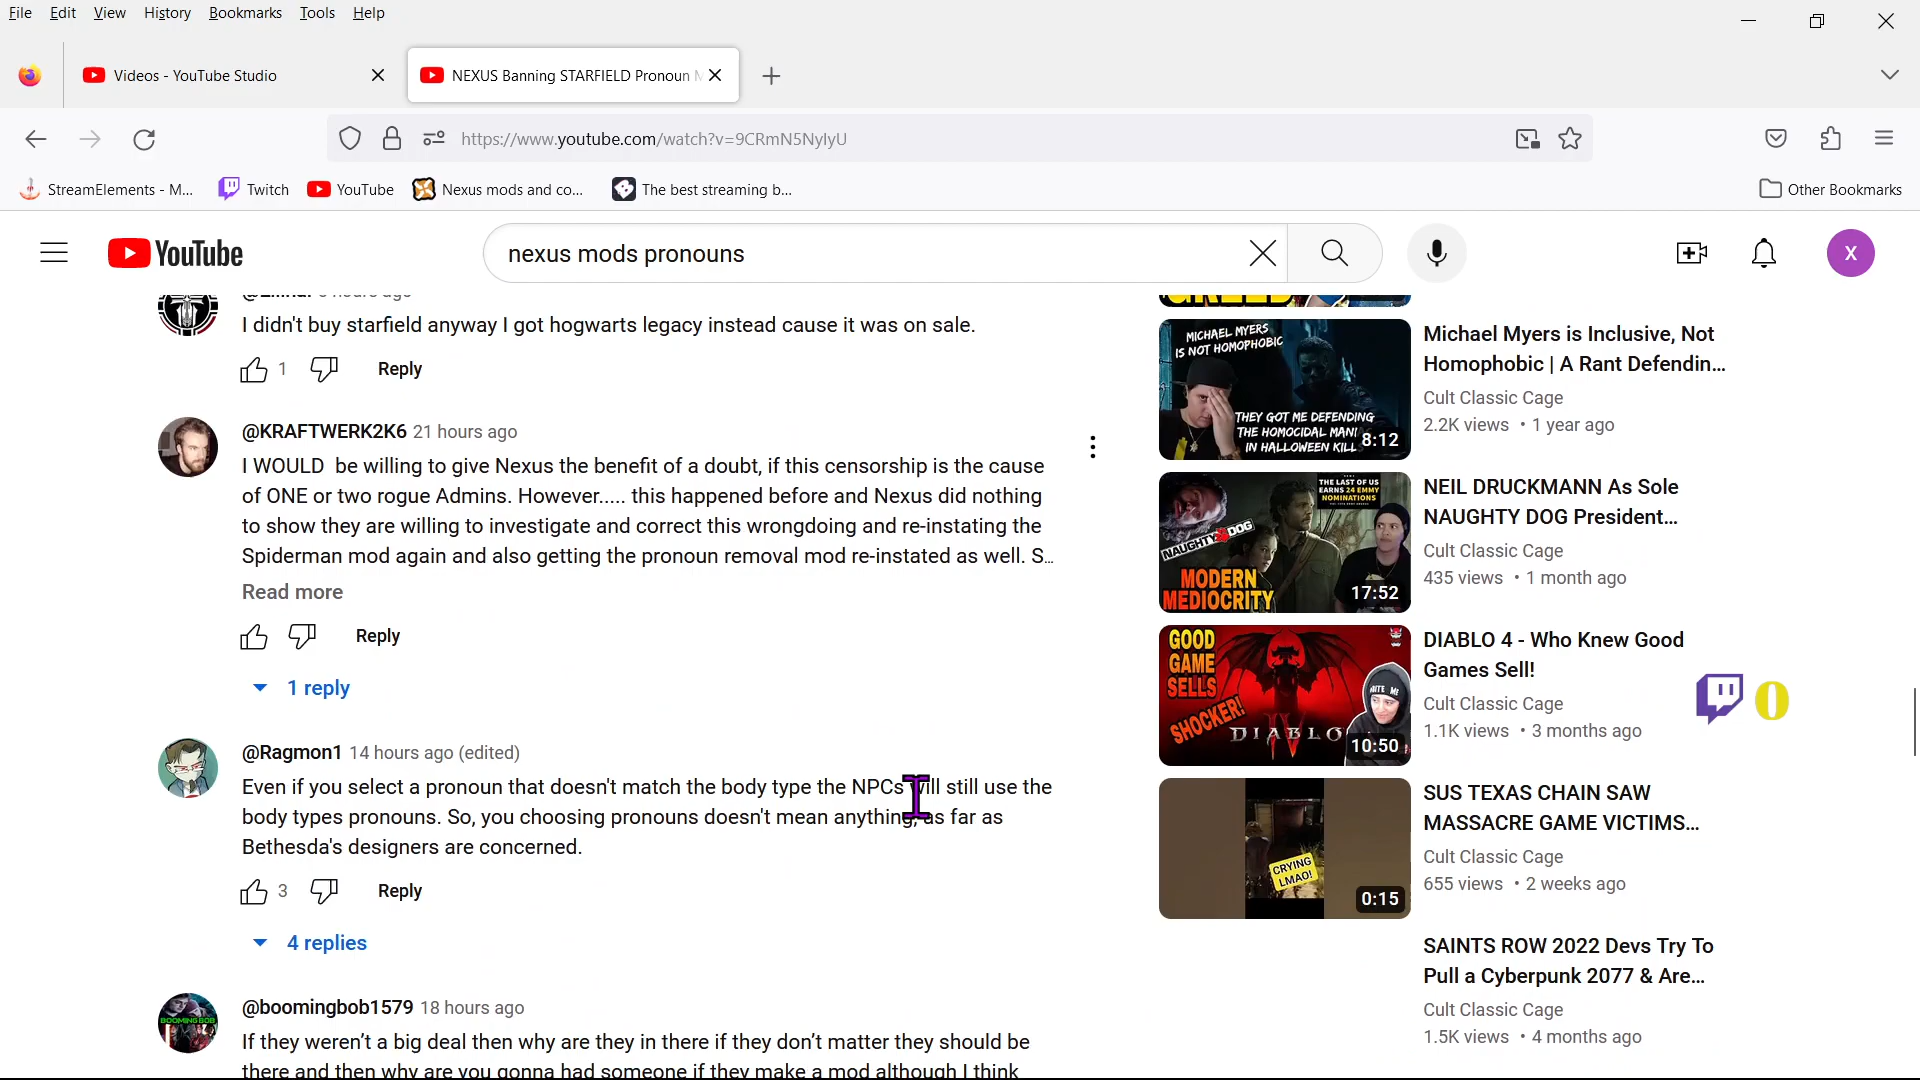 File Edit View History Bookmarks Tools Help
Videos - YouTube Studio
NEXUS Banning STARFIELD Pronoun M
https://www.youtube.com/watch?v=9CRmN5NylyU
StreamElements - M...
Twitch
YouTube
Nexus mods and co...
The best streaming b...
Other Bookmarks
YouTube
nexus mods pronouns
X
I didn't buy starfield anyway I got hogwarts legacy instead cause it was on sale.
1
Reply
@KRAFTWERK2K6 21 hours ago
I WOULD be willing to give Nexus the benefit of a doubt, if this censorship is the cause
of ONE or two rogue Admins. However..... this happened before and Nexus did nothing
to show they are willing to investigate and correct this wrongdoing and re-instating the
Spiderman mod again and also getting the pronoun removal mod re-instated as well. S...
Read more
Reply
1 reply
@Ragmon1 14 hours ago (edited)
Even if you select a pronoun that doesn't match the body type the NPCs will still use the
body types pronouns. So, you choosing pronouns doesn't mean anything, as far as
Bethesda's designers are concerned.
3
Reply
4 replies
@boomingbob1579 18 hours ago
If they weren't a big deal then why are they in there if they don't matter they should be
there and then why are you gonna had someone if they make a mod although I think
MICHAEL MYERS
IS NOT HOMOPHOBIC
THEY GOT ME DEFENDING
THE HOMOCIDAL MANI
IN HALLOWEEN KILL
8:12
Michael Myers is Inclusive, Not
Homophobic | A Rant Defendin...
Cult Classic Cage
2.2K views • 1 year ago
THE LAST OF US
EARNS 24 EMMY
NOMINATIONS
NAUGHTY DOG
MODERN
MEDIOCRITY
17:52
NEIL DRUCKMANN As Sole
NAUGHTY DOG President...
Cult Classic Cage
435 views • 1 month ago
GOOD
GAME
SELLS
SHOCKER!
BITE ME
DIABLO
IV
10:50
DIABLO 4 - Who Knew Good
Games Sell!
Cult Classic Cage
1.1K views • 3 months ago
0
CRYING
LMAO!
0:15
SUS TEXAS CHAIN SAW
MASSACRE GAME VICTIMS...
Cult Classic Cage
655 views • 2 weeks ago
SAINTS ROW 2022 Devs Try To
Pull a Cyberpunk 2077 & Are...
Cult Classic Cage
1.5K views • 4 months ago